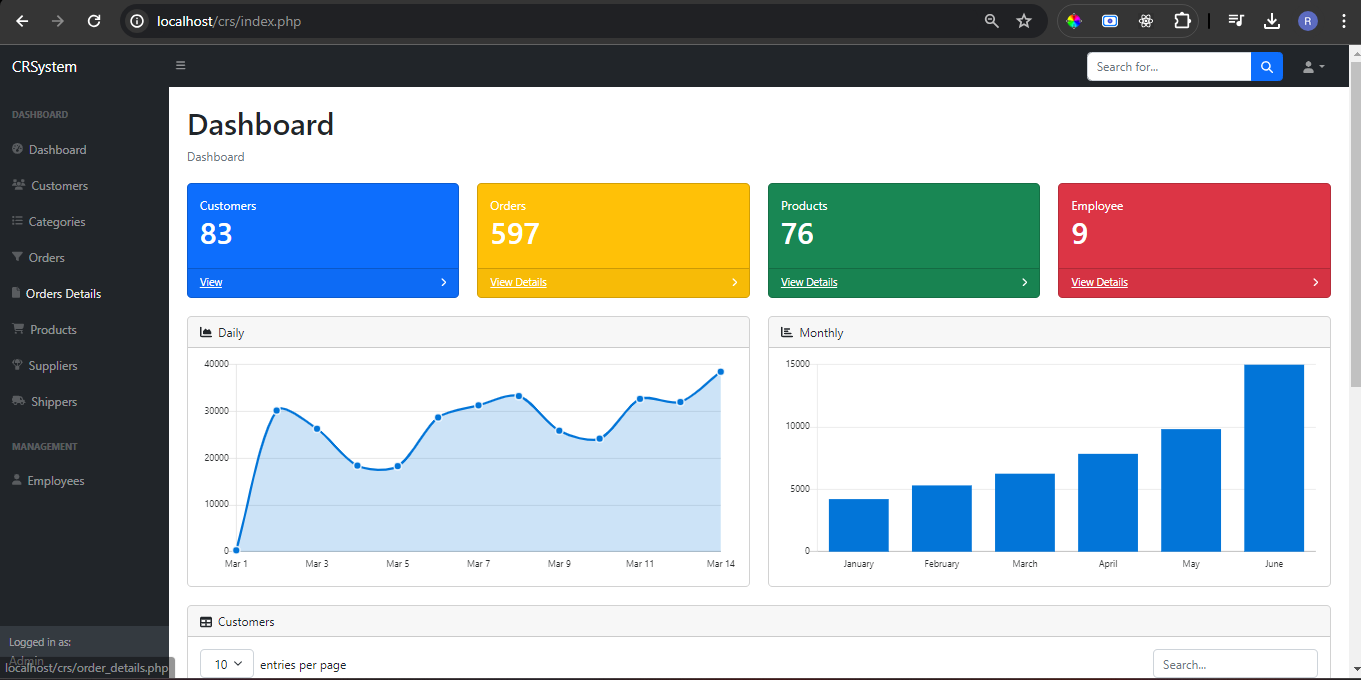 localhost/crs/index.php
R
CRSystem
Search for...
DASHBOARD
Dashboard
Customers
Categories
Orders
Orders Details
Products
Suppliers
Shippers
MANAGEMENT
Employees
Logged in as:
Admin
localhost/crs/order_details.php
Dashboard
Dashboard
Customers
83
View
Orders
597
View Details
Products
76
View Details
Employee
9
View Details
Daily
40000
30000
20000
10000
0
Mar 1 Mar 3 Mar 5 Mar 7 Mar 9 Mar 11 Mar 14
Monthly
15000
10000
5000
0
January February March April May June
Customers
10 entries per page
Search...